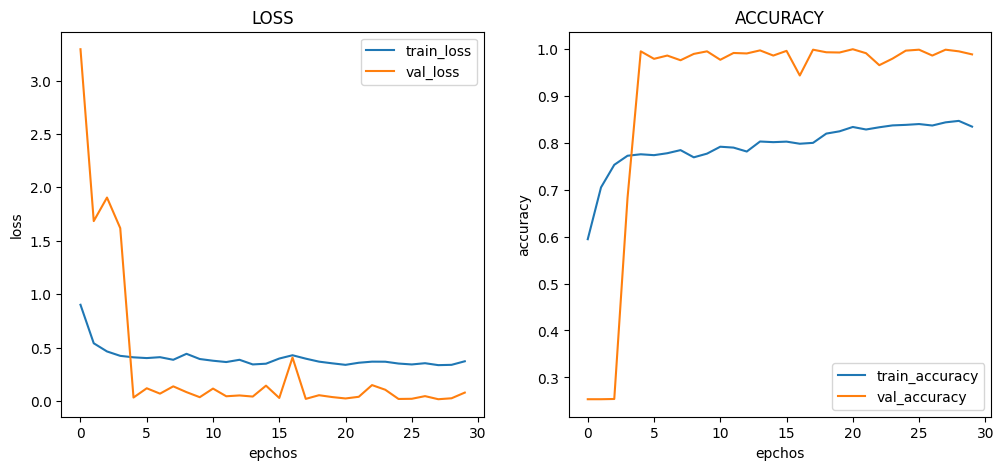 LOSS
train_loss
val_loss
3.0
2.5
2.0
1.5
1.0
0.5
0.0
loss
0 5 10 15 20 25 30
epchos
ACCURACY
1.0
0.9
0.8
0.7
0.6
0.5
0.4
0.3
accuracy
train_accuracy
val_accuracy
0 5 10 15 20 25 30
epchos